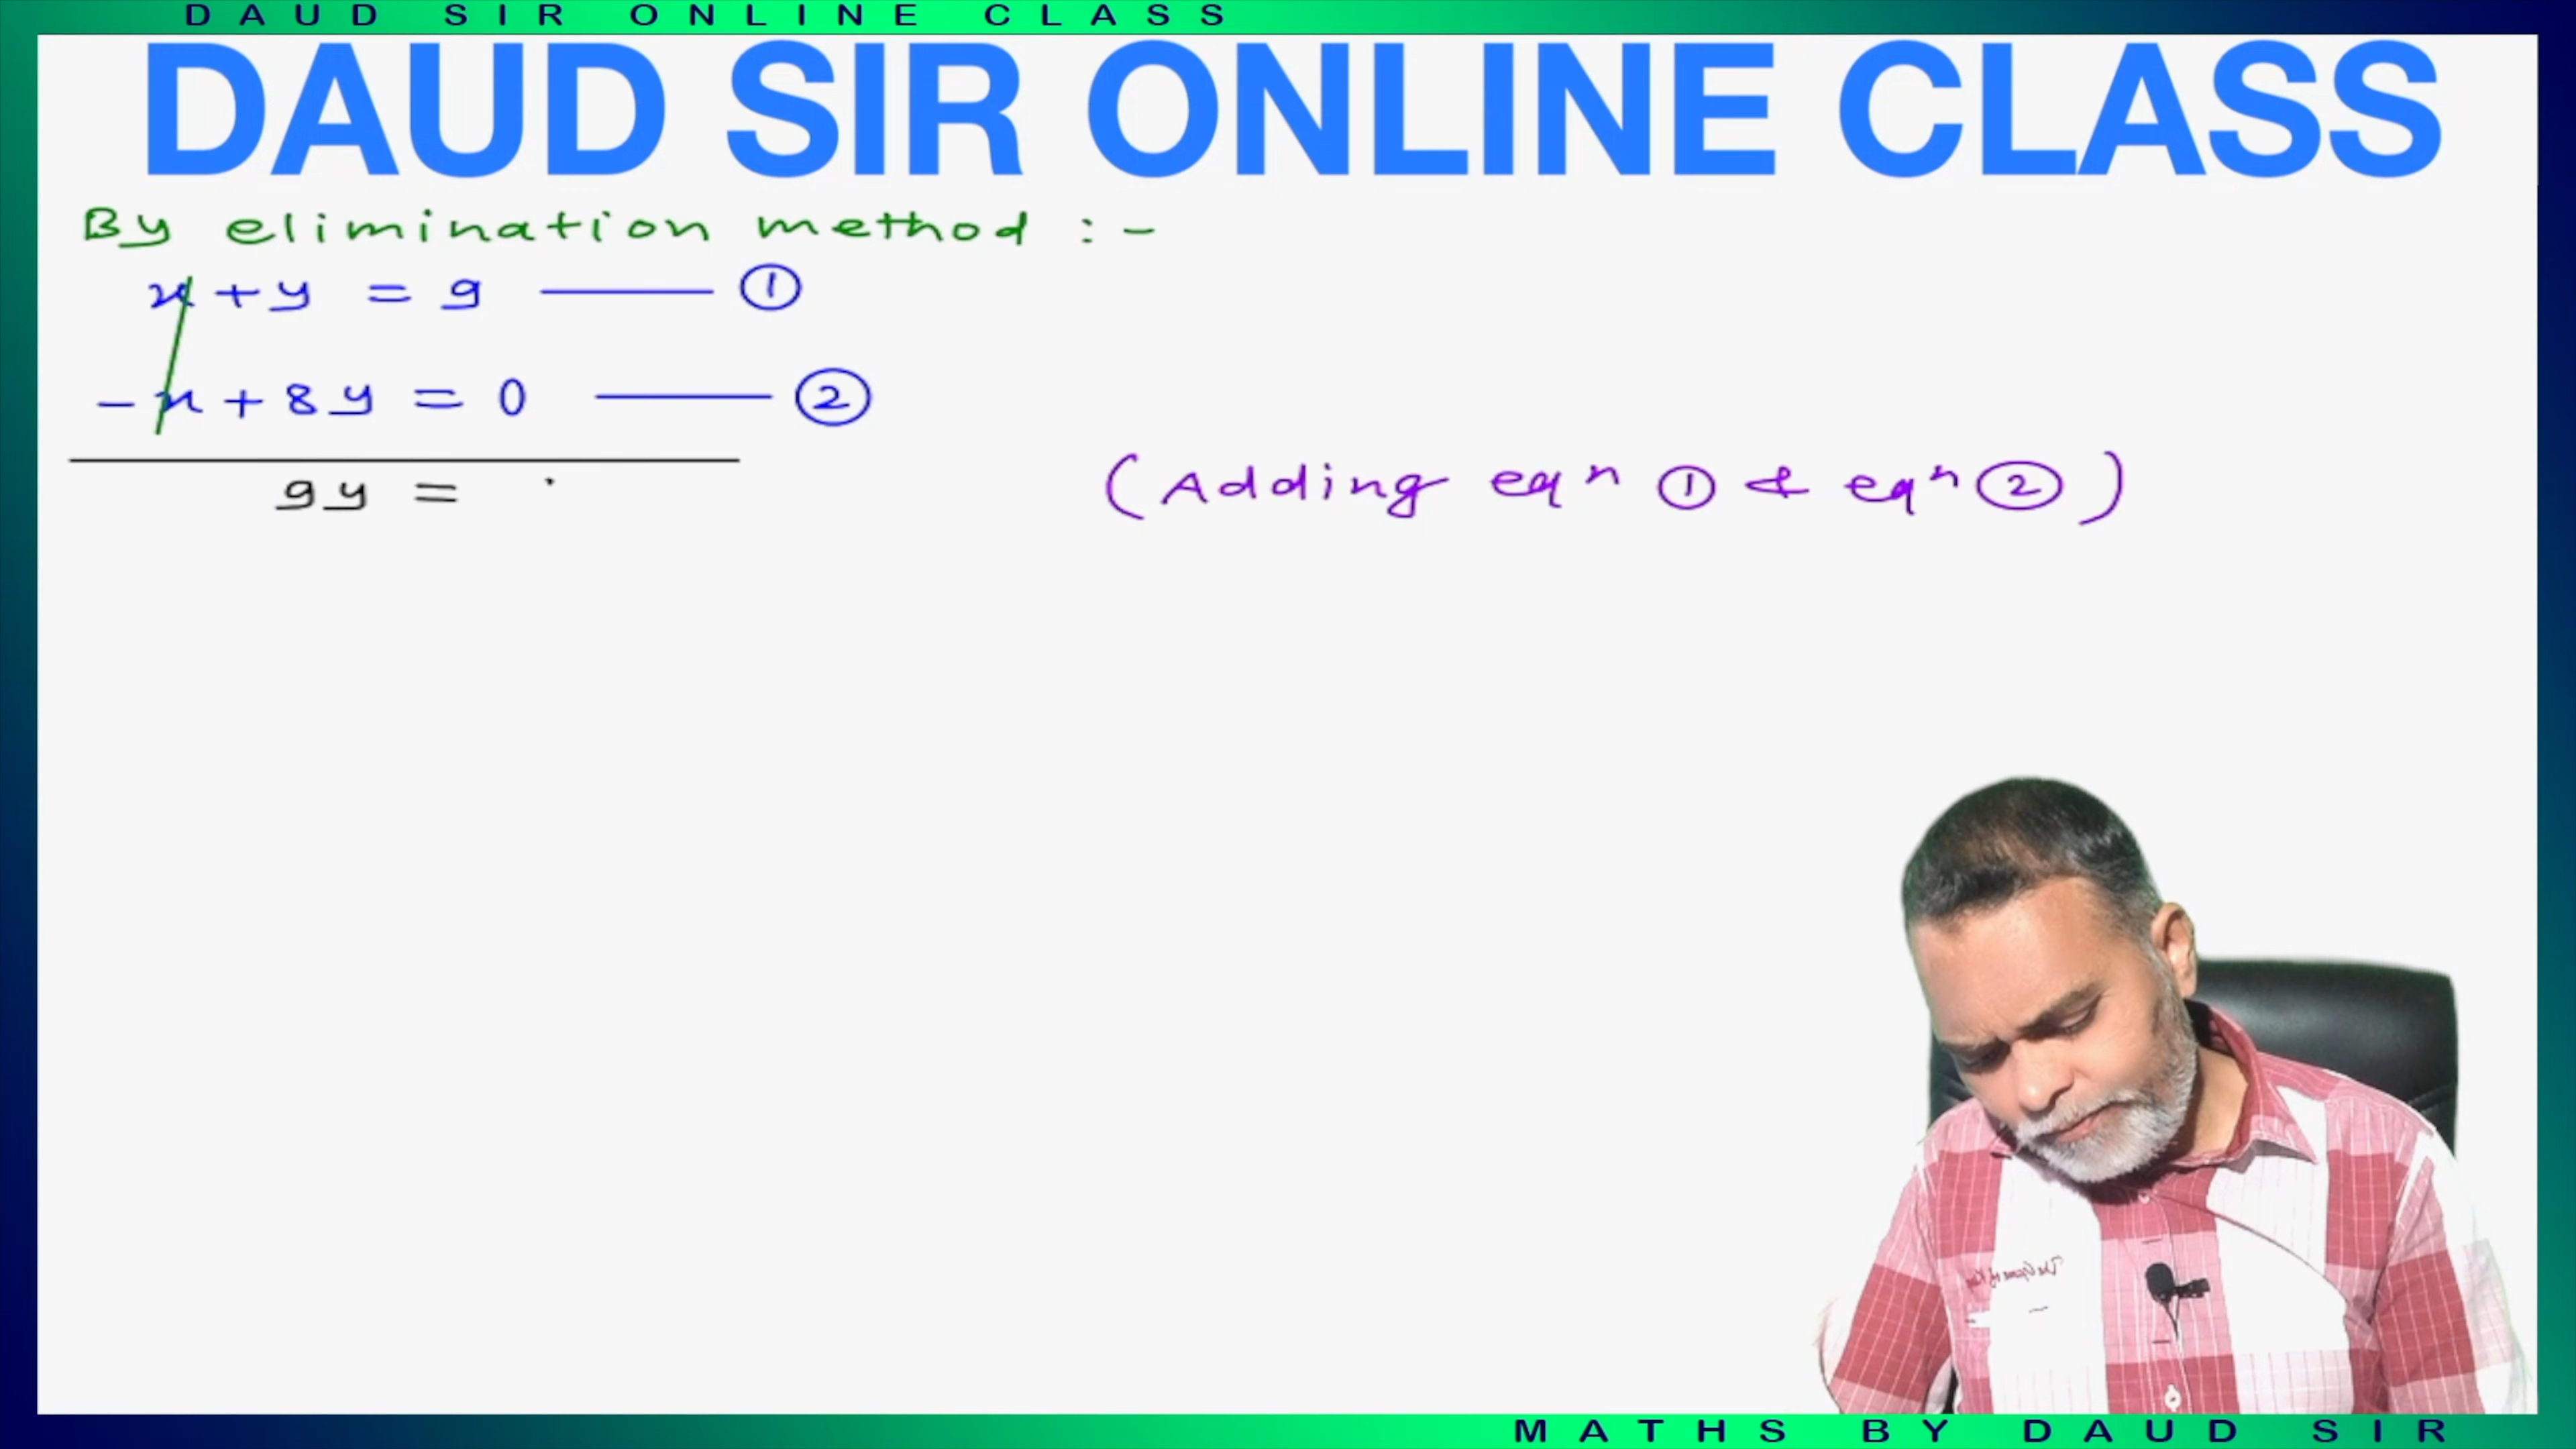 DAUD SIR ONLINE CLASS
DAUD SIR ONLINE CLASS
By elimination method :-
x + y = 9 —— ①
- x + 8y = 0 —— ②
9y =
(Adding eqn ① & eqn ②)
MATHS BY DAUD SIR